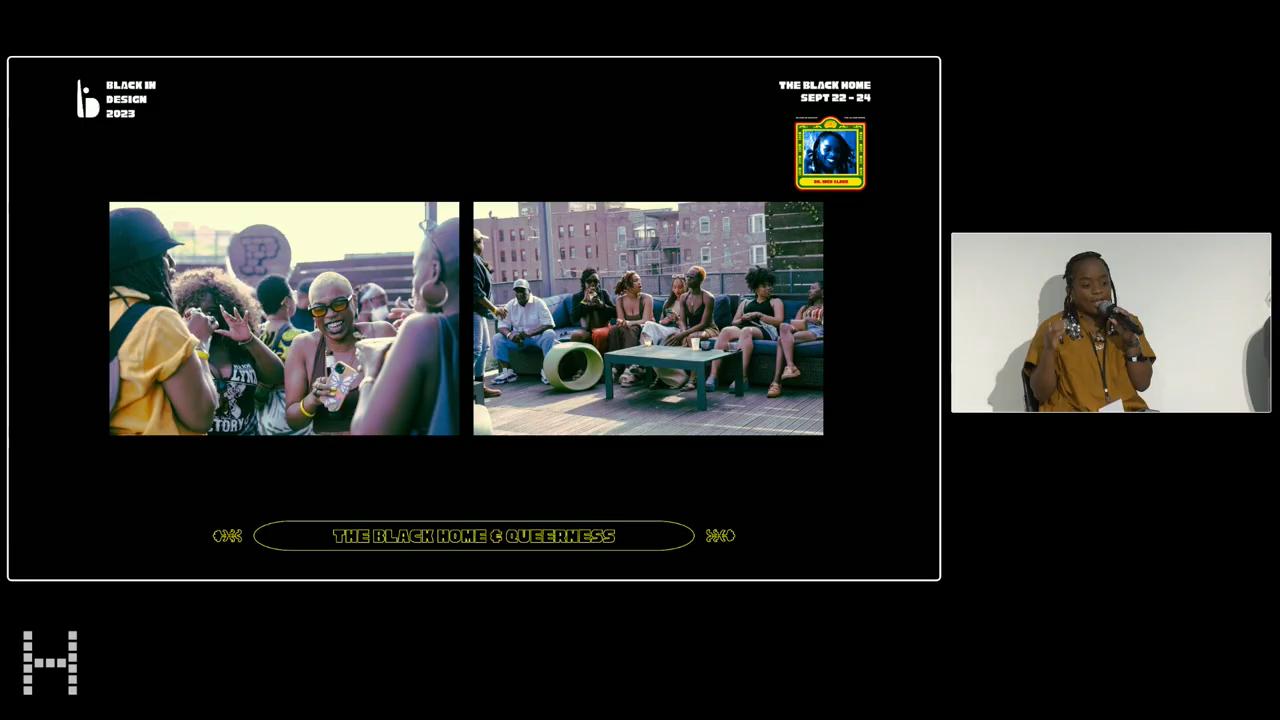 BLACK IN
DESIGN
2023
THE BLACK HOME
SEPT 22 - 24
P
THE BLACK HOME & QUEERNESS
H